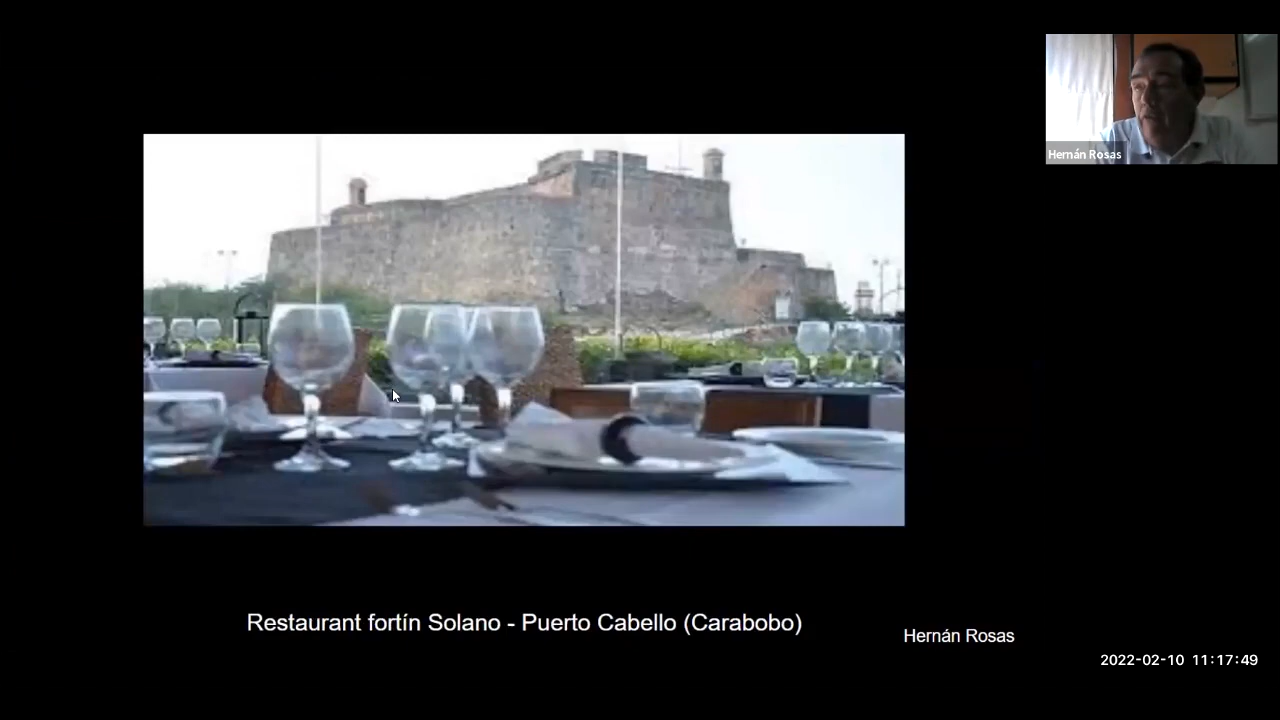 Hernán Rosas
Restaurant fortín Solano - Puerto Cabello (Carabobo)
Hernán Rosas
2022-02-10 11:17:49